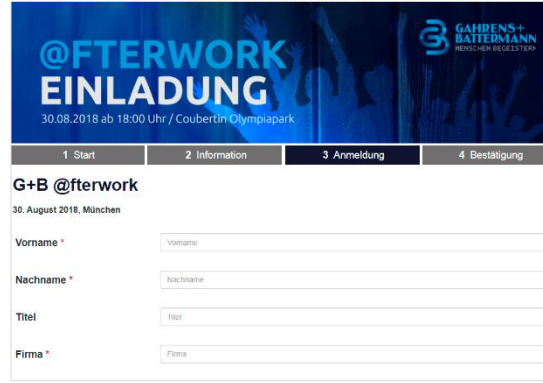 @FTERWORK
EINLADUNG
30.08.2018 ab 18:00 Uhr / Coubertin Olympiapark
GAHRENS+
BATTERMANN
MENSCHEN BEGEISTERN
1 Start
2 Information
3 Anmeldung
4 Bestätigung
G+B @fterwork
30. August 2018, München
Vorname *
Vorname
Nachname *
Nachname
Titel
Titel
Firma *
Firma